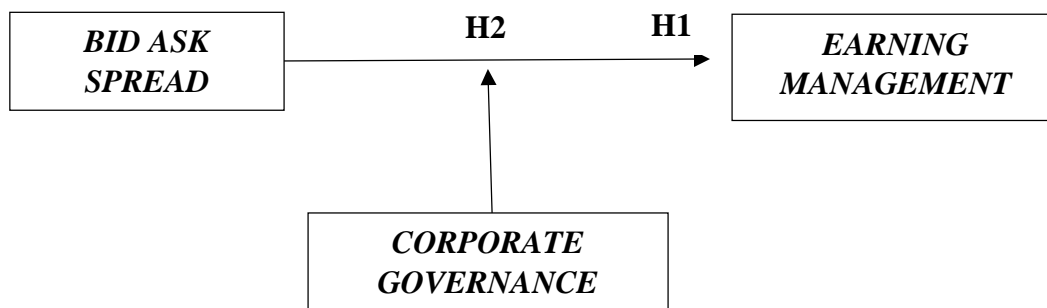 H2 H1
BID ASK
SPREAD
EARNING
MANAGEMENT
CORPORATE
GOVERNANCE